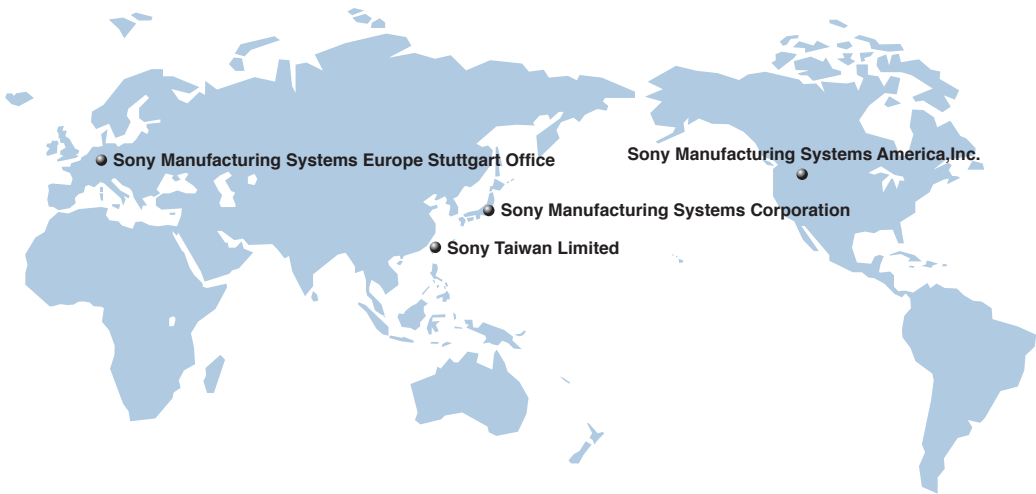 Sony Manufacturing Systems Europe Stuttgart Office
Sony Manufacturing Systems America,Inc.
Sony Manufacturing Systems Corporation
Sony Taiwan Limited